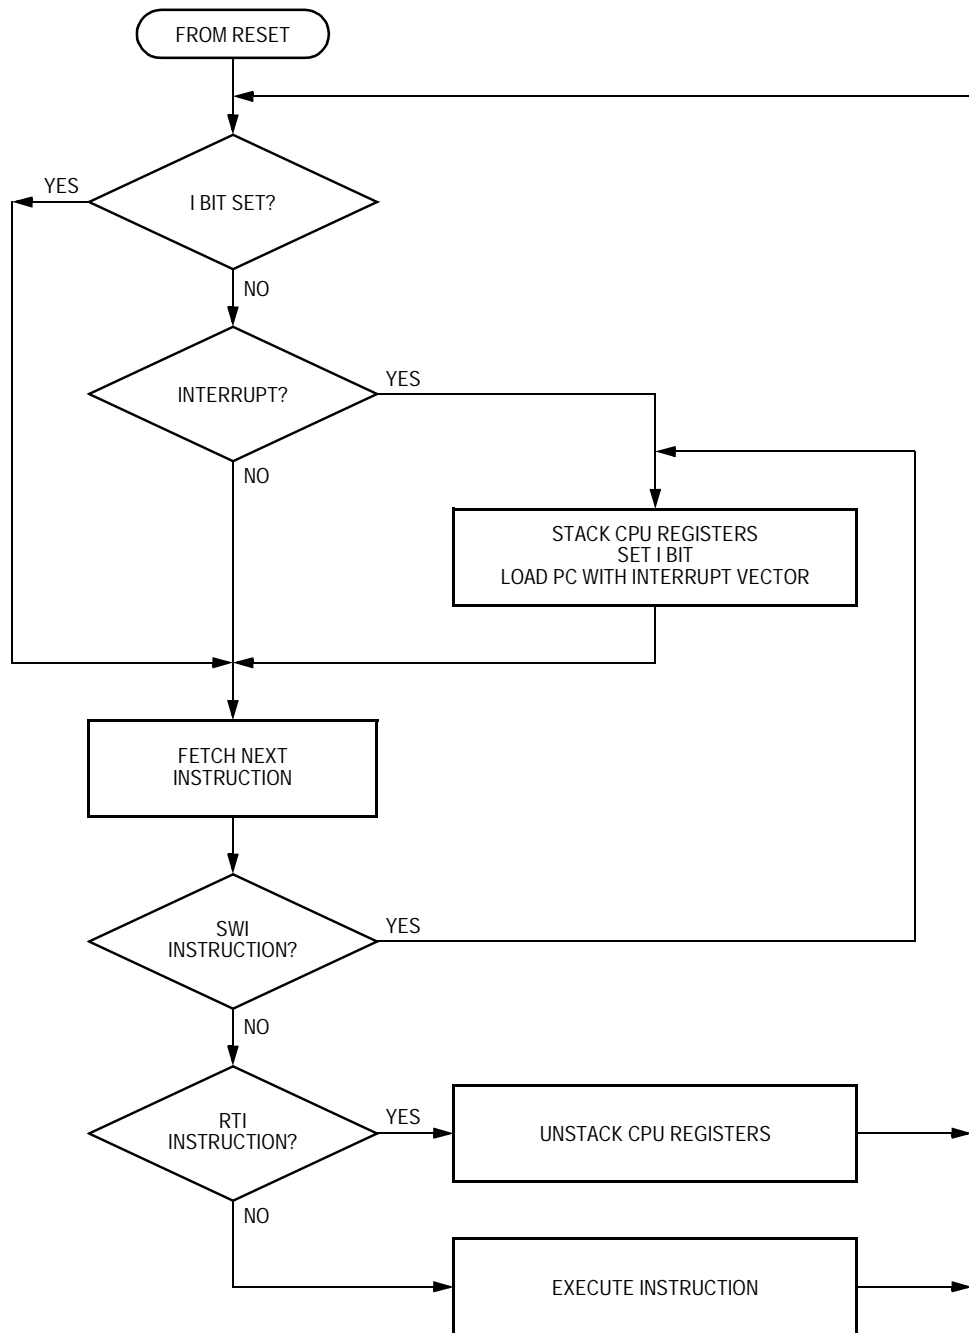 FROM RESET
YES
I BIT SET?
NO
INTERRUPT?
YES
NO
STACK CPU REGISTERS
SET I BIT
LOAD PC WITH INTERRUPT VECTOR
FETCH NEXT
INSTRUCTION
SWI
INSTRUCTION?
YES
NO
RTI
INSTRUCTION?
YES
UNSTACK CPU REGISTERS
NO
EXECUTE INSTRUCTION